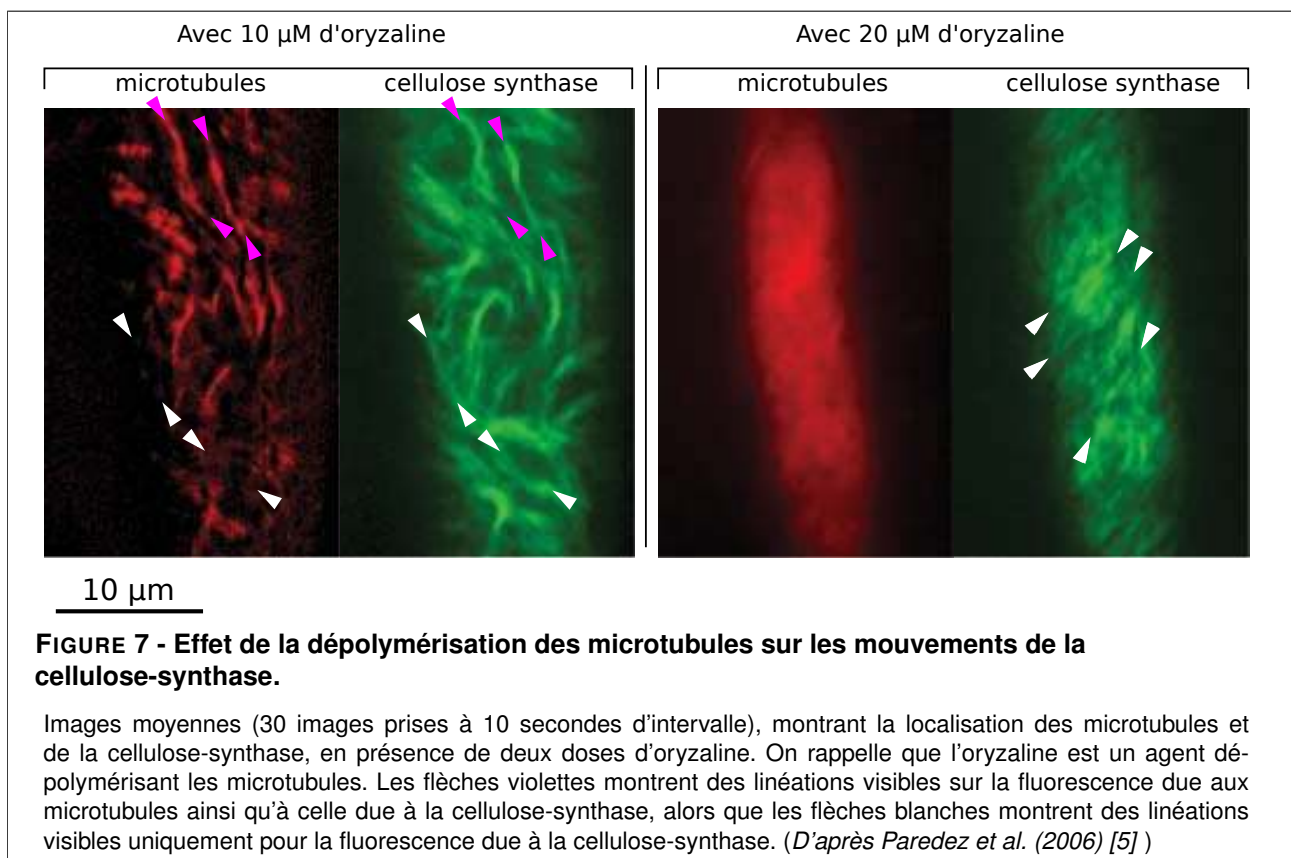 Avec 10 µM d'oryzaline
Avec 20 µM d'oryzaline
microtubules
cellulose synthase
microtubules
cellulose synthase
10 µm
FIGURE 7 - Effet de la dépolymérisation des microtubules sur les mouvements de la
cellulose-synthase.
Images moyennes (30 images prises à 10 secondes d'intervalle), montrant la localisation des microtubules et
de la cellulose-synthase, en présence de deux doses d'oryzaline. On rappelle que l'oryzaline est un agent dé-
polymérisant les microtubules. Les flèches violettes montrent des linéations visibles sur la fluorescence due aux
microtubules ainsi qu'à celle due à la cellulose-synthase, alors que les flèches blanches montrent des linéations
visibles uniquement pour la fluorescence due à la cellulose-synthase. (D'après Paredez et al. (2006) [5] )